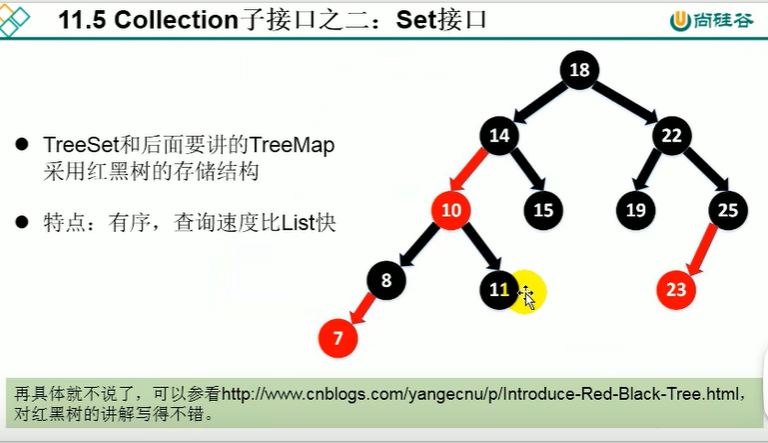 11.5 Collection子接口之二：Set接口
尚硅谷
18
TreeSet和后面要讲的TreeMap
采用红黑树的存储结构
14
22
特点：有序，查询速度比List快
10
15
19
25
8
11
23
7
再具体就不说了，可以参看http://www.cnblogs.com/yangecnu/p/Introduce-Red-Black-Tree.html，
对红黑树的讲解写得不错。